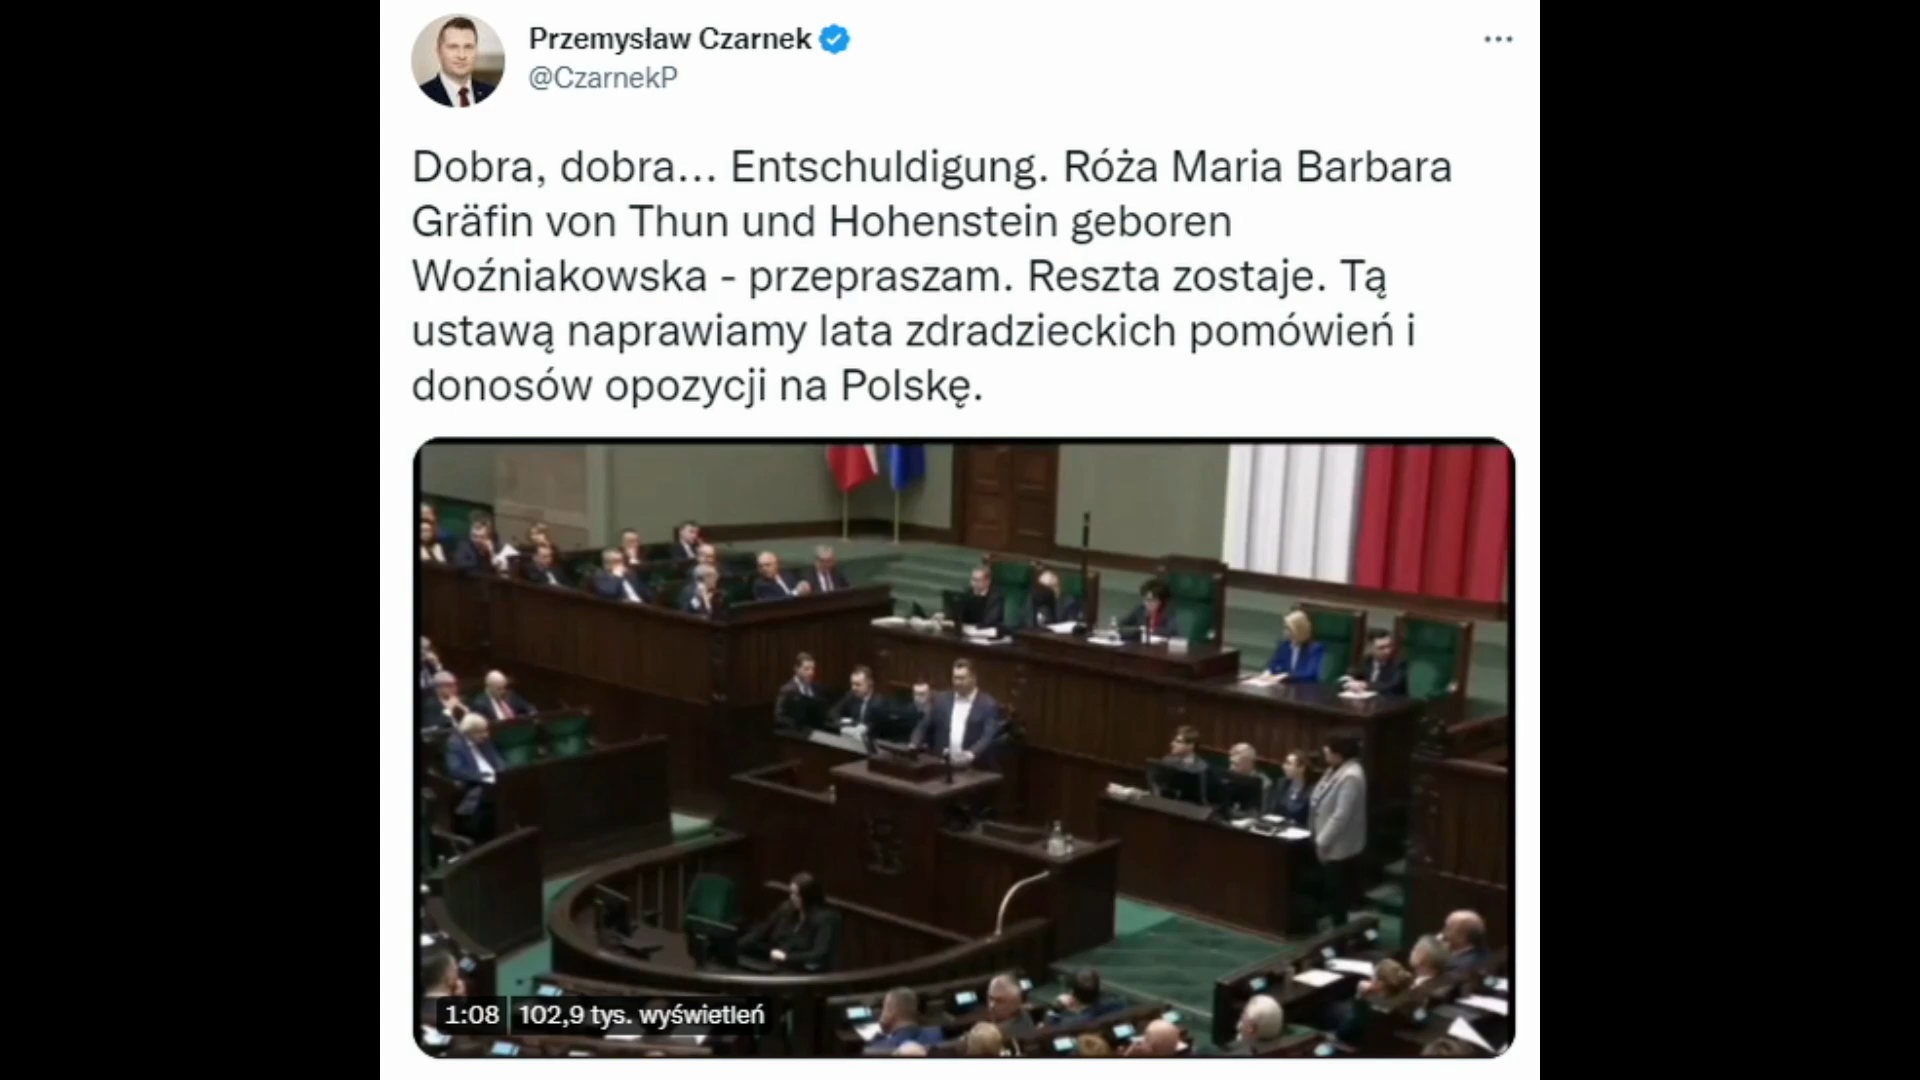 Przemysław Czarnek
@CzarnekP
Dobra, dobra... Entschuldigung. Róża Maria Barbara
Gräfin von Thun und Hohenstein geboren
Woźniakowska - przepraszam. Reszta zostaje. Tą
ustawą naprawiamy lata zdradzieckich pomówień i
donosów opozycji na Polskę.
1:08 102,9 tys. wyświetleń